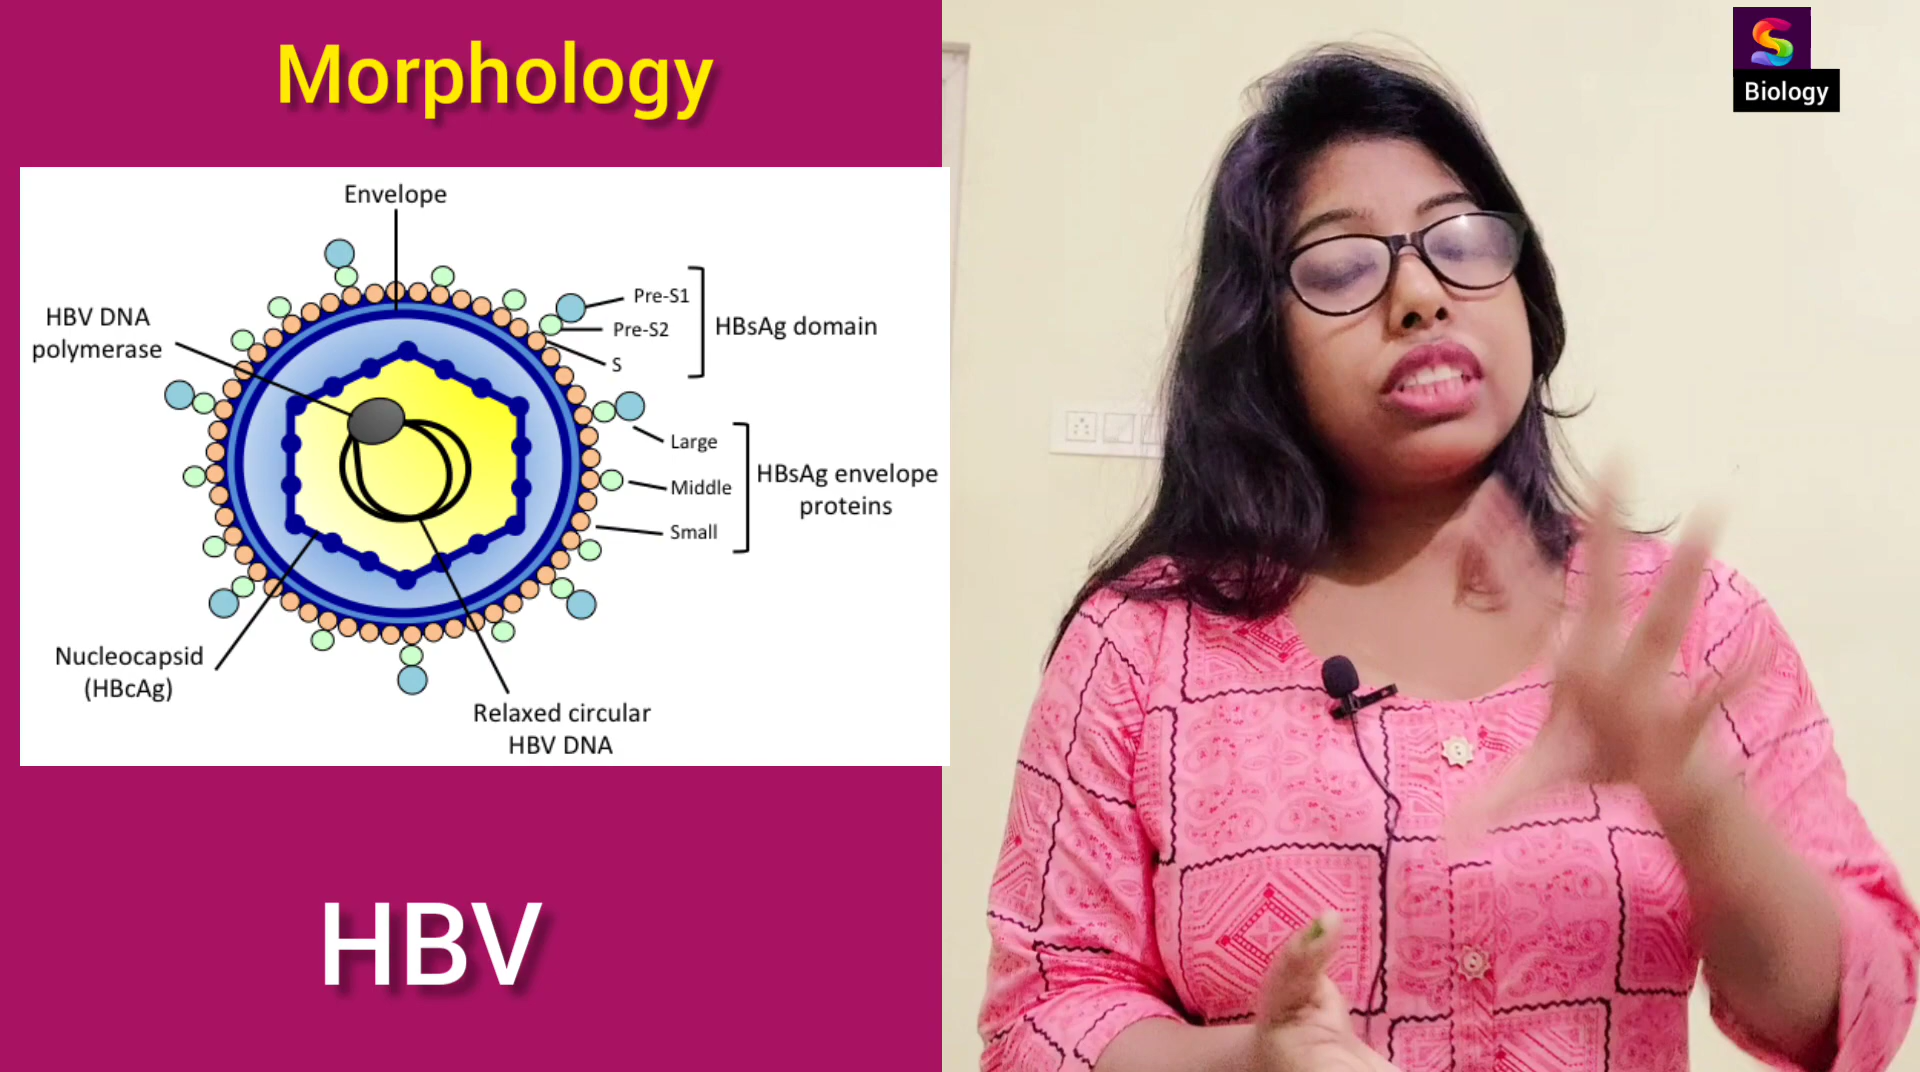 Morphology
Envelope
HBV DNA
polymerase
Pre-S1
Pre-S2
S
HBsAg domain
Large
Middle
Small
HBsAg envelope
proteins
Nucleocapsid
(HBcAg)
Relaxed circular
HBV DNA
HBV
S
Biology